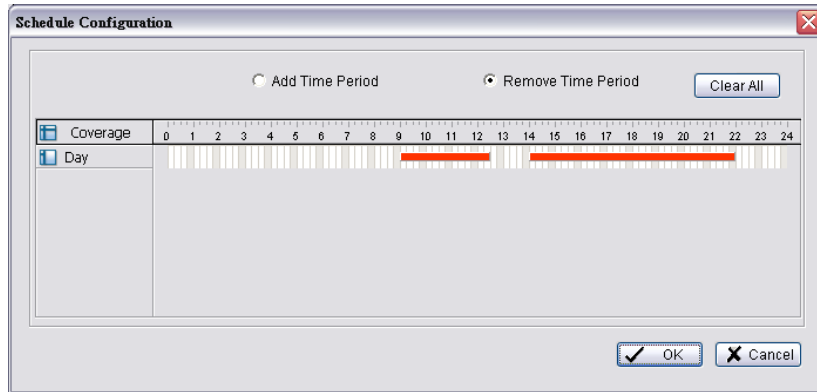 Schedule Configuration
Add Time Period
Remove Time Period
Clear All
Coverage
0 1 2 3 4 5 6 7 8 9 10 11 12 13 14 15 16 17 18 19 20 21 22 23 24
Day
OK
Cancel